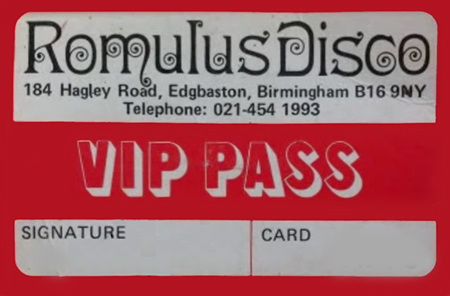 Romulus Disco
184 Hagley Road, Edgbaston, Birmingham B16 9NY
Telephone: 021-454 1993
VIP PASS
SIGNATURE
CARD